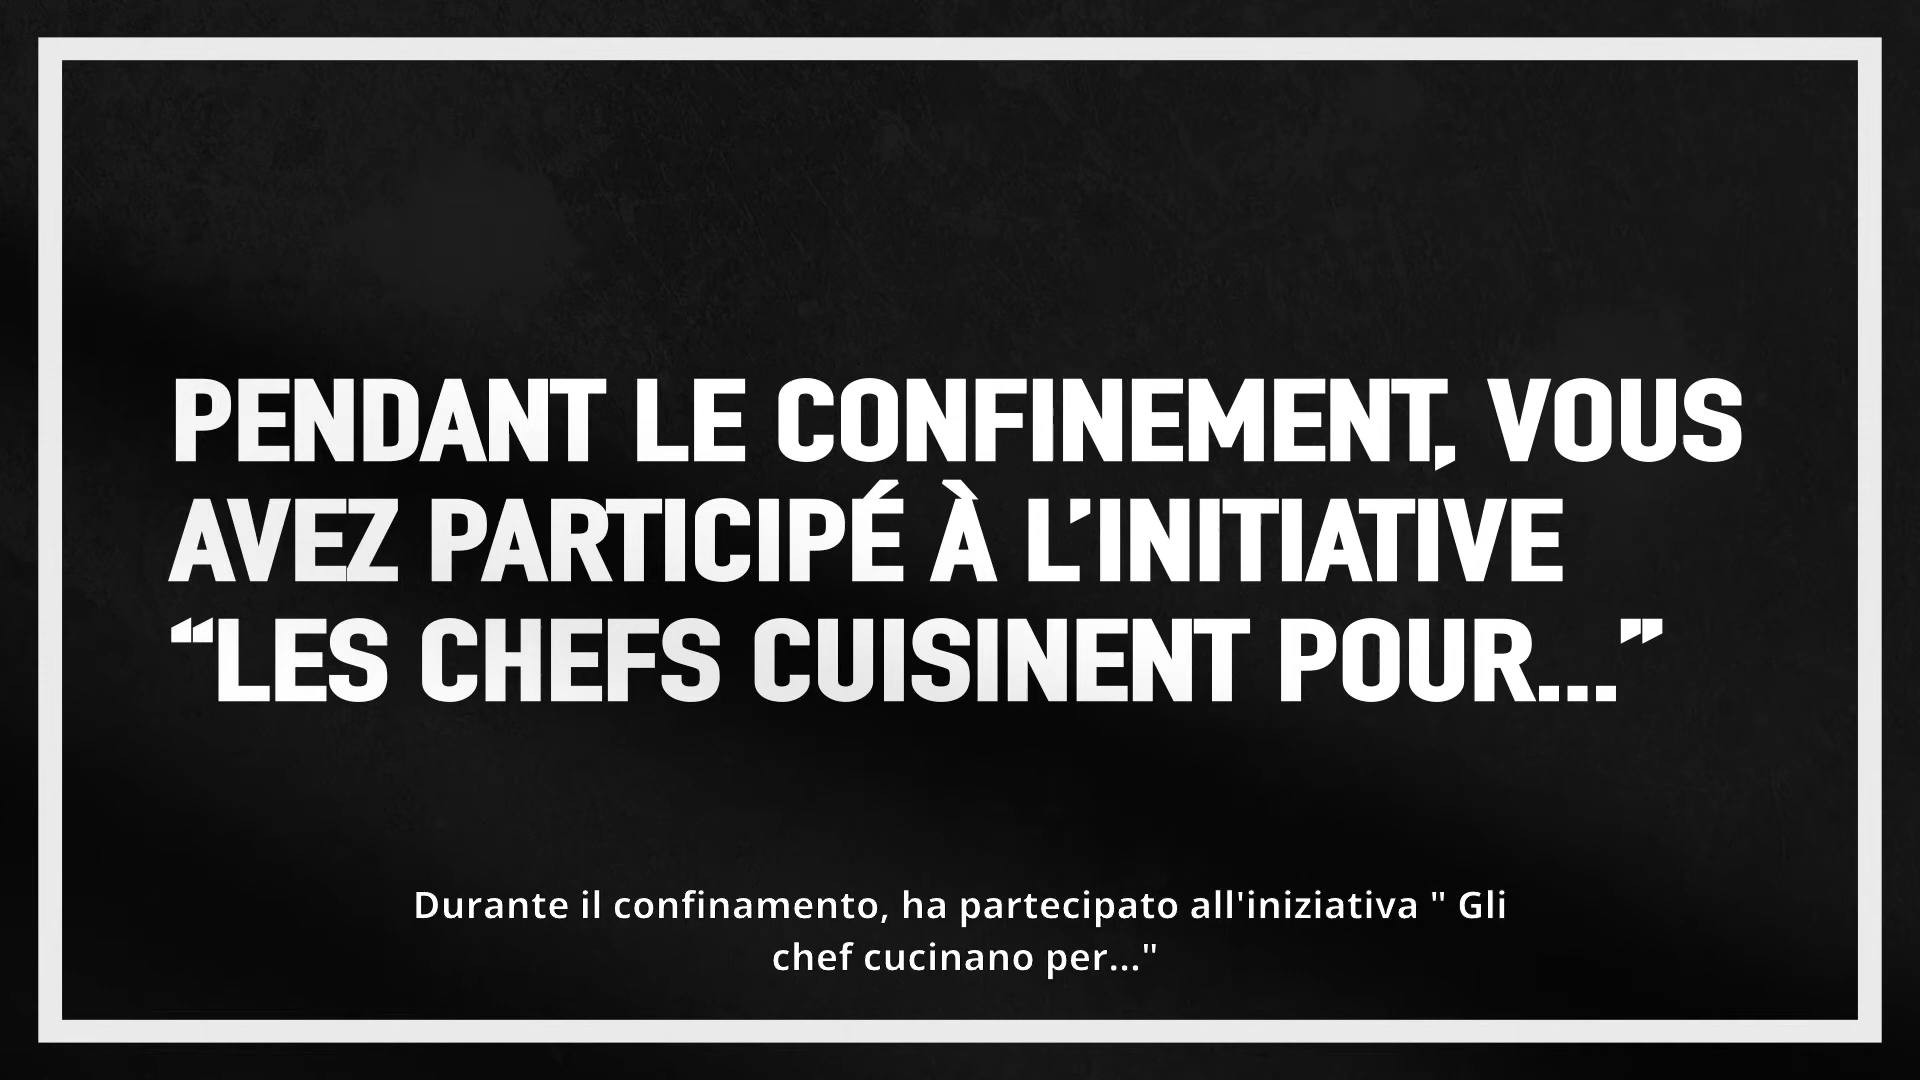 PENDANT LE CONFINEMENT, VOUS
AVEZ PARTICIPÉ À L’INITIATIVE
“LES CHEFS CUISINENT POUR...”
Durante il confinamento, ha partecipato all'iniziativa " Gli
chef cucinano per..."